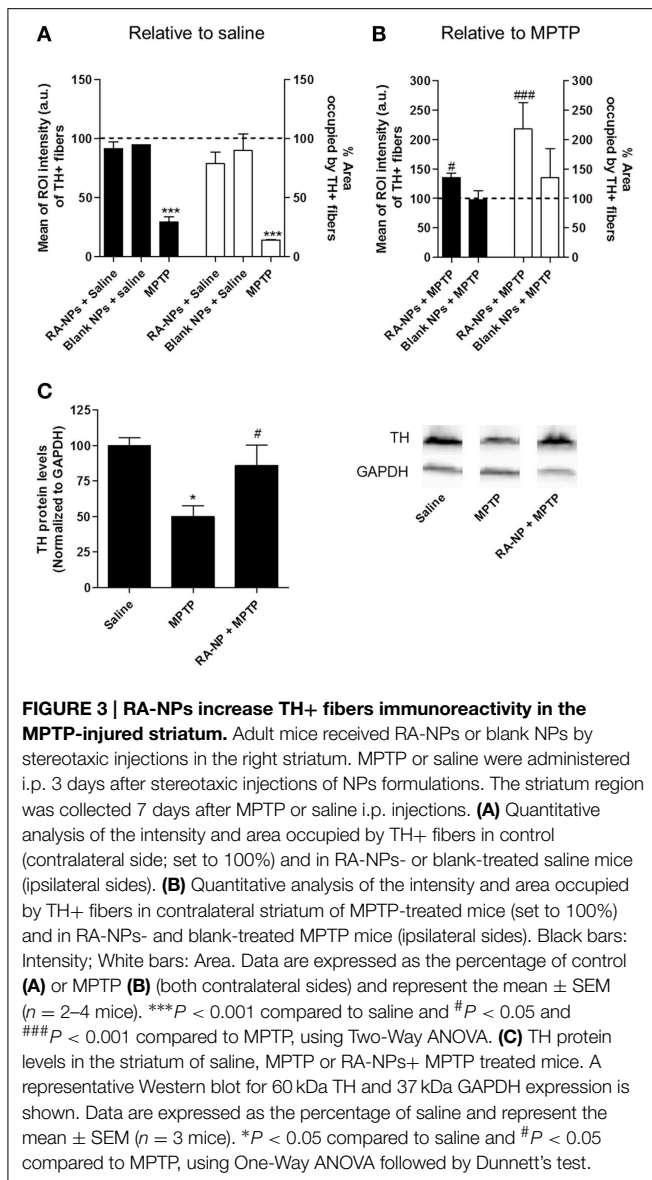 A
Relative to saline
B
Relative to MPTP
Mean of ROI intensity (a.u.)
of TH+ fibers
150
100
50
0
***
***
150
100
50
0
% Area
occupied by TH+ fibers
RA-NPs + Saline
Blank NPs + saline
MPTP
RA-NPs + Saline
Blank NPs + Saline
MPTP
Mean of ROI intensity (a.u.)
of TH+ fibers
300
250
200
150
100
50
0
#
###
300
250
200
150
100
50
0
% Area
occupied by TH+ fibers
RA-NPs + MPTP
Blank NPs + MPTP
RA-NPs + MPTP
Blank NPs + MPTP
C
TH protein levels
(Normalized to GAPDH)
125
100
75
50
25
0
*
#
Saline
MPTP
RA-NP + MPTP
TH
GAPDH
Saline
MPTP
RA-NP + MPTP
FIGURE 3 | RA-NPs increase TH+ fibers immunoreactivity in the
MPTP-injured striatum. Adult mice received RA-NPs or blank NPs by
stereotaxic injections in the right striatum. MPTP or saline were administered
i.p. 3 days after stereotaxic injections of NPs formulations. The striatum region
was collected 7 days after MPTP or saline i.p. injections. (A) Quantitative
analysis of the intensity and area occupied by TH+ fibers in control
(contralateral side; set to 100%) and in RA-NPs- or blank-treated saline mice
(ipsilateral sides). (B) Quantitative analysis of the intensity and area occupied
by TH+ fibers in contralateral striatum of MPTP-treated mice (set to 100%)
and in RA-NPs- and blank-treated MPTP mice (ipsilateral sides). Black bars:
Intensity; White bars: Area. Data are expressed as the percentage of control
(A) or MPTP (B) (both contralateral sides) and represent the mean ± SEM
(n = 2–4 mice). ***P < 0.001 compared to saline and #P < 0.05 and
###P < 0.001 compared to MPTP, using Two-Way ANOVA. (C) TH protein
levels in the striatum of saline, MPTP or RA-NPs+ MPTP treated mice. A
representative Western blot for 60 kDa TH and 37 kDa GAPDH expression is
shown. Data are expressed as the percentage of saline and represent the
mean ± SEM (n = 3 mice). *P < 0.05 compared to saline and #P < 0.05
compared to MPTP, using One-Way ANOVA followed by Dunnett's test.